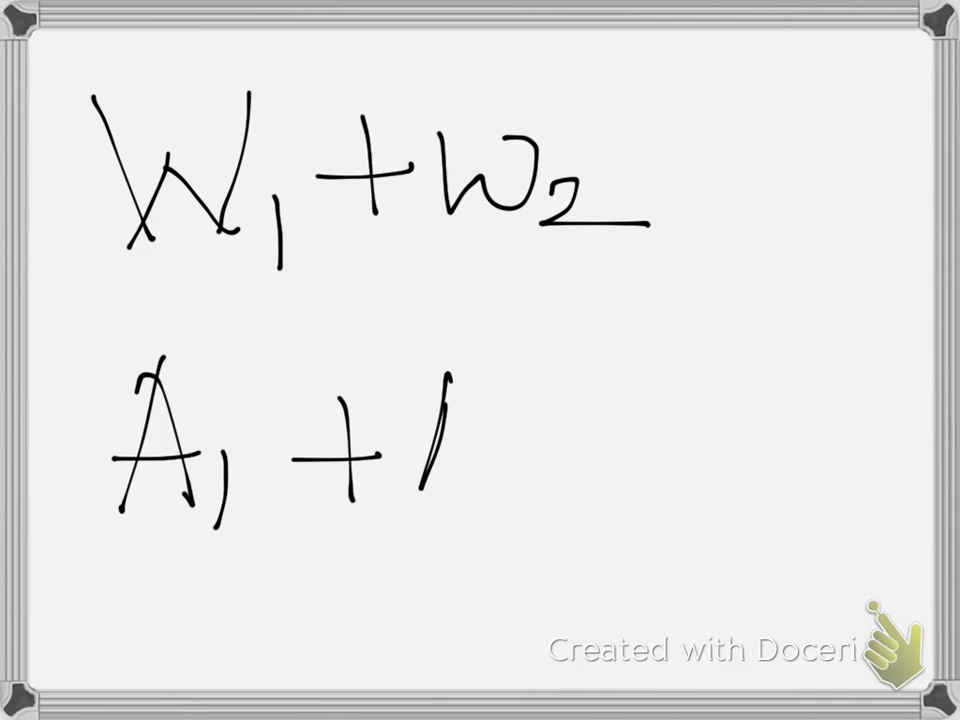 W₁ + W₂
A₁ + /
Created with Doceri